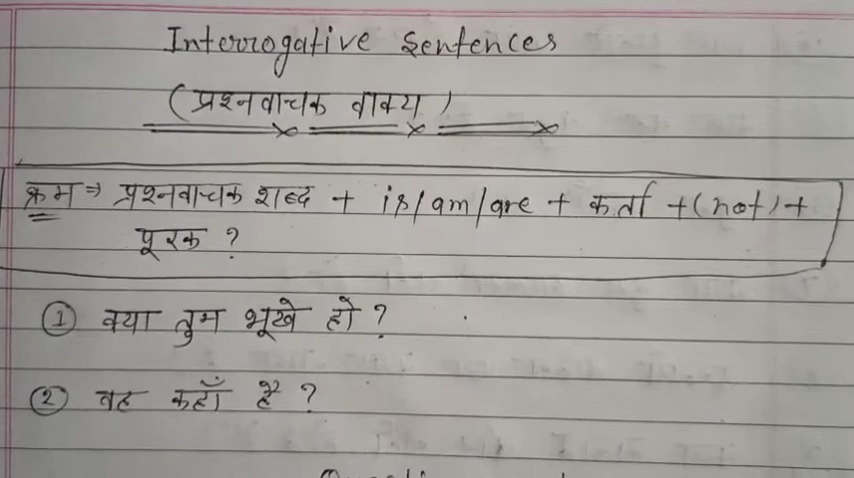 Interrogative Sentences
(प्रश्नवाचक वाक्य)
क्रम ⇒ प्रश्नवाचक शब्द + is/am/are + कर्ता +(not)+
पूरक ?
① क्या तुम भूखे हो ?
② वह कहाँ है ?